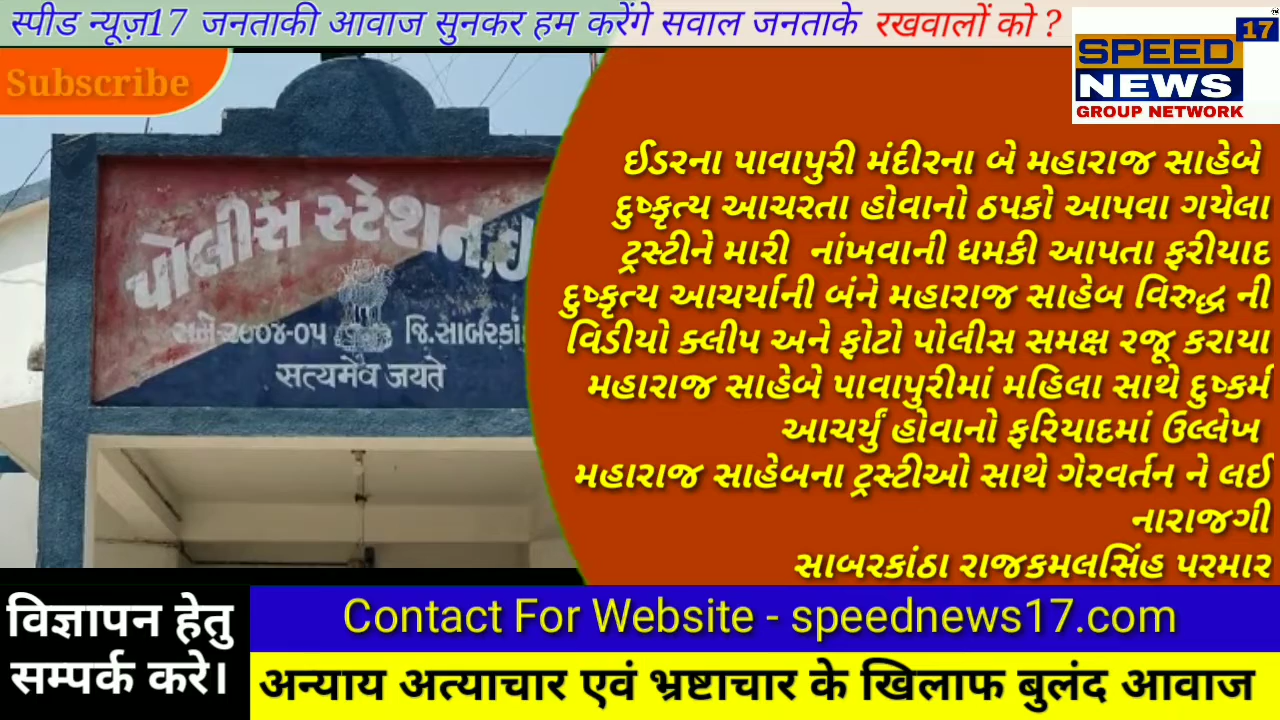 स्पीड न्यूज़17 जनताकी आवाज सुनकर हम करेंगे सवाल जनताके रखवालों को ?
Subscribe
17
SPEED
NEWS
GROUP NETWORK
પોલીસ સ્ટેશન,ઇ
સને ૨૦૦૪-૦૫ જિ.સાબરકાં
સત્યમેવ જયતે
ઈડરના પાવાપુરી મંદીરના બે મહારાજ સાહેબે
દુષ્કૃત્ય આચરતા હોવાનો ઠપકો આપવા ગયેલા
ટ્રસ્ટીને મારી નાંખવાની ધમકી આપતા ફરીયાદ
દુષ્કૃત્ય આચર્યાની બંને મહારાજ સાહેબ વિરુદ્ધ ની
વિડીયો ક્લીપ અને ફોટો પોલીસ સમક્ષ રજૂ કરાયા
મહારાજ સાહેબે પાવાપુરીમાં મહિલા સાથે દુષ્કર્મ
આચર્યું હોવાનો ફરિયાદમાં ઉલ્લેખ
મહારાજ સાહેબના ટ્રસ્ટીઓ સાથે ગેરવર્તન ને લઈ
નારાજગી
સાબરકાંઠા રાજકમલસિંહ પરમાર
विज्ञापन हेतु
सम्पर्क करे।
Contact For Website - speednews17.com
अन्याय अत्याचार एवं भ्रष्टाचार के खिलाफ बुलंद आवाज